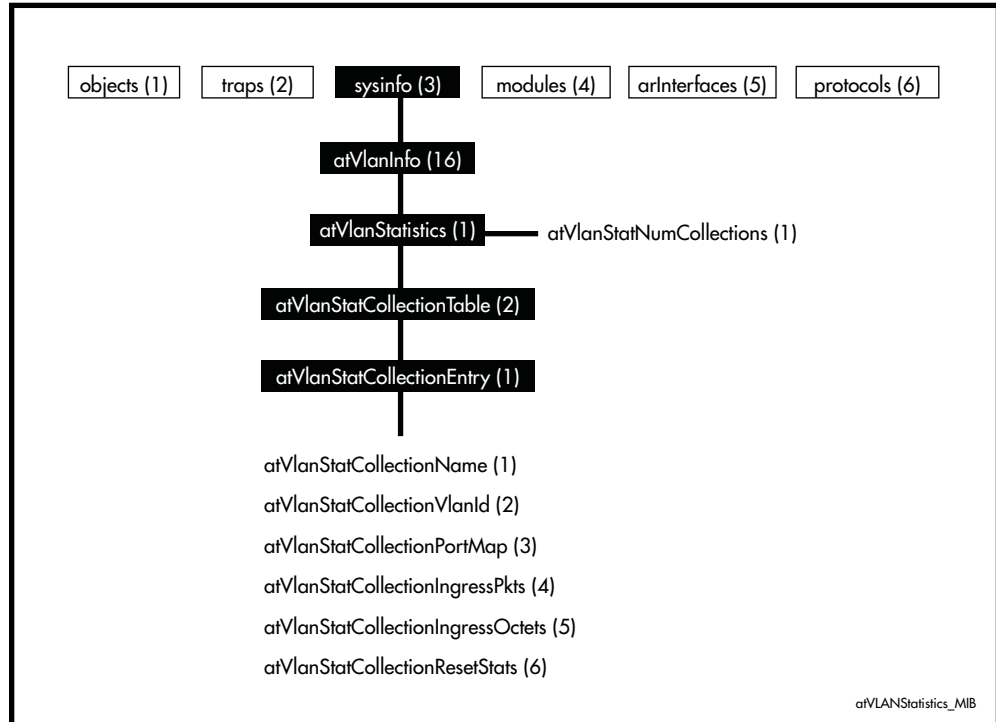 objects (1) traps (2) sysinfo (3) modules (4) arInterfaces (5) protocols (6)
atVlanInfo (16)
atVlanStatistics (1) atVlanStatNumCollections (1)
atVlanStatCollectionTable (2)
atVlanStatCollectionEntry (1)
atVlanStatCollectionName (1)
atVlanStatCollectionVlanId (2)
atVlanStatCollectionPortMap (3)
atVlanStatCollectionIngressPkts (4)
atVlanStatCollectionIngressOctets (5)
atVlanStatCollectionResetStats (6)
atVLANStatistics_MIB